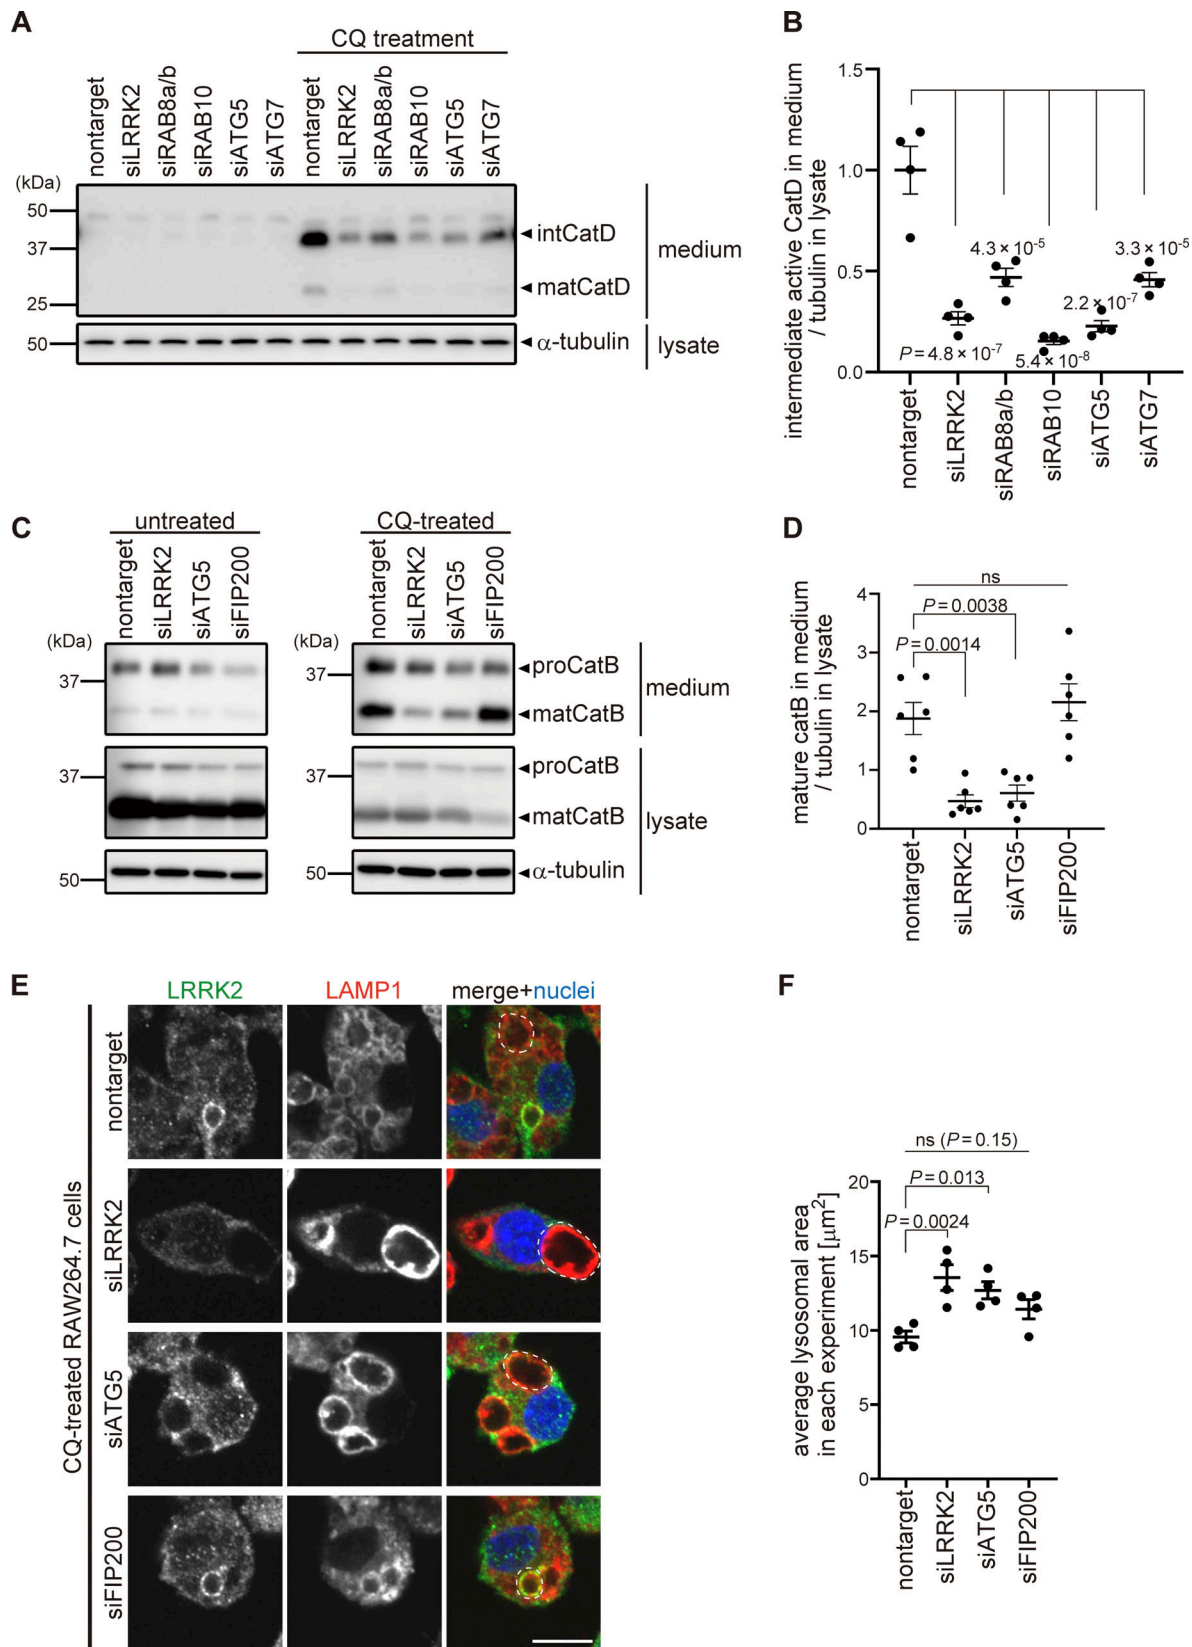 A
CQ treatment
nontarget
siLRRK2
siRAB8a/b
siRAB10
siATG5
siATG7
nontarget
siLRRK2
siRAB8a/b
siRAB10
siATG5
siATG7
(kDa)
50
37
25
50
intCatD
matCatD
α-tubulin
medium
lysate
B
intermediate active CatD in medium
/ tubulin in lysate
1.5
1.0
0.5
0.0
4.3 × 10⁻⁵
3.3 × 10⁻⁵
2.2 × 10⁻⁷
P = 4.8 × 10⁻⁷
5.4 × 10⁻⁸
nontarget
siLRRK2
siRAB8a/b
siRAB10
siATG5
siATG7
C
untreated
CQ-treated
nontarget
siLRRK2
siATG5
siFIP200
nontarget
siLRRK2
siATG5
siFIP200
(kDa)
(kDa)
37
37
proCatB
matCatB
medium
37
37
proCatB
matCatB
lysate
50
50
α-tubulin
D
mature catB in medium
/ tubulin in lysate
4
3
2
1
0
ns
P = 0.0038
P = 0.0014
nontarget
siLRRK2
siATG5
siFIP200
E
LRRK2
LAMP1
merge+nuclei
CQ-treated RAW264.7 cells
nontarget
siLRRK2
siATG5
siFIP200
F
average lysosomal area
in each experiment [μm²]
20
15
10
5
0
ns (P = 0.15)
P = 0.013
P = 0.0024
nontarget
siLRRK2
siATG5
siFIP200